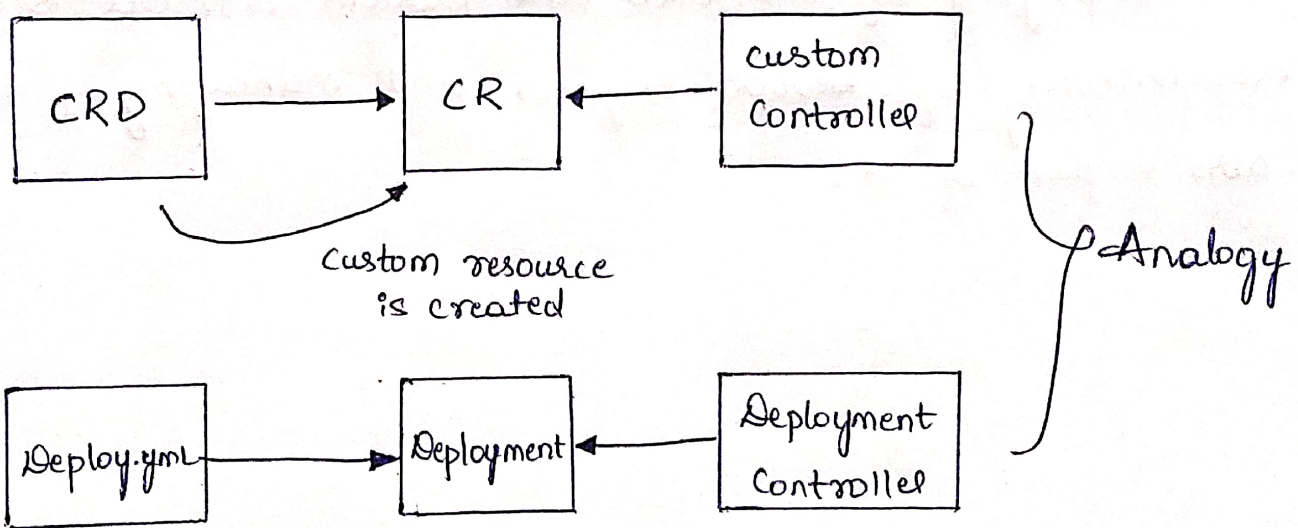 CRD
CR
custom
Controller
custom resource
is created
Analogy
Deploy.yml
Deployment
Deployment
Controller